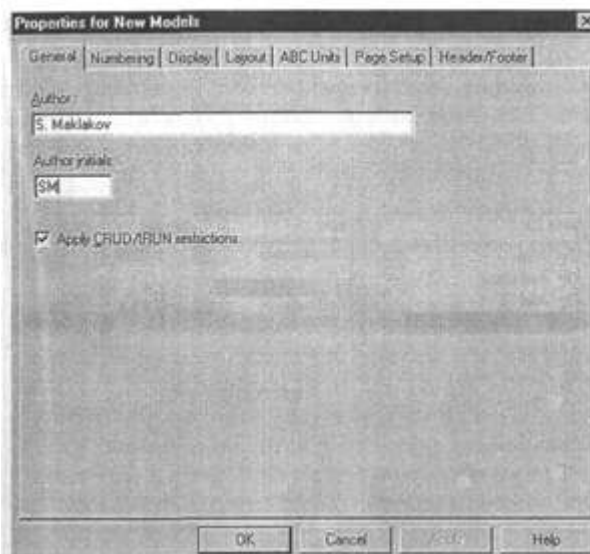 Properties for New Models
General Numbering Display Layout ABC Units Page Setup Header/Footer
Author:
S. Maklakov
Author initials:
SM
Apply CRUD/IRUN restrictions
OK Cancel Apply Help